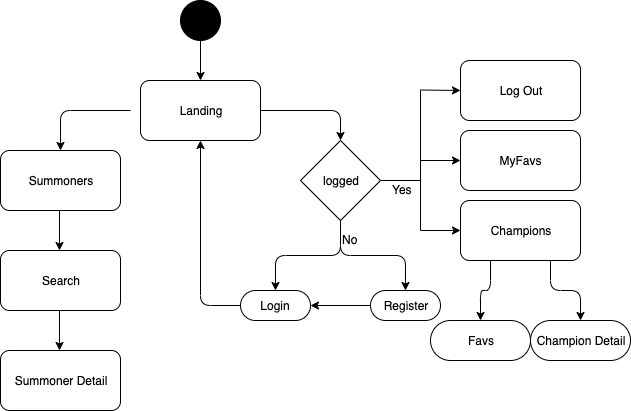 Landing
Log Out
MyFavs
Summoners
logged
Yes
Champions
No
Search
Login
Register
Favs
Champion Detail
Summoner Detail